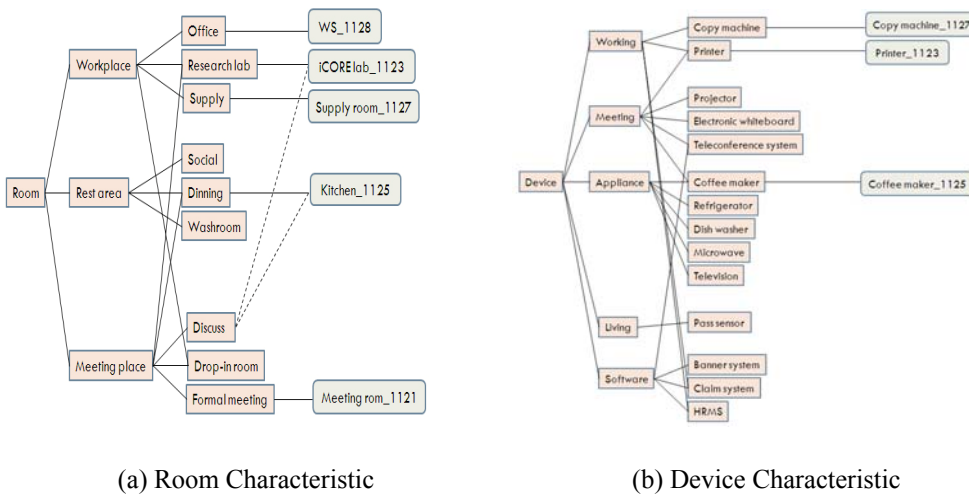 Room
Workplace
Rest area
Meeting place
Office
Research lab
Supply
Social
Dinning
Washroom
Discuss
Drop-in room
Formal meeting
WS_1128
iCORE lab_1123
Supply room_1127
Kitchen_1125
Meeting rom_1121
(a) Room Characteristic
Device
Working
Meeting
Appliance
Living
Software
Copy machine
Printer
Projector
Electronic whiteboard
Teleconference system
Coffee maker
Refrigerator
Dish washer
Microwave
Television
Pass sensor
Banner system
Claim system
HRMS
Copy machine_1127
Printer_1123
Coffee maker_1125
(b) Device Characteristic